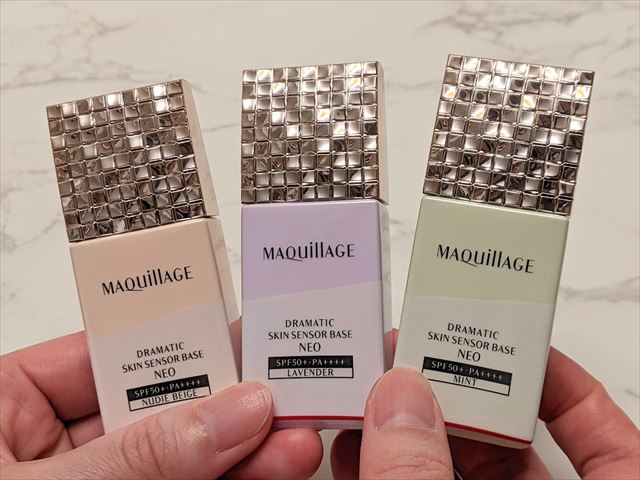 MAQuillAGE
DRAMATIC
SKIN SENSOR BASE
NEO
SPF50+・PA++++
NUDIE BEIGE
MAQuillAGE
DRAMATIC
SKIN SENSOR BASE
NEO
SPF50+・PA++++
LAVENDER
MAQuillAGE
DRAMATIC
SKIN SENSOR BASE
NEO
SPF50+・PA++++
MINT